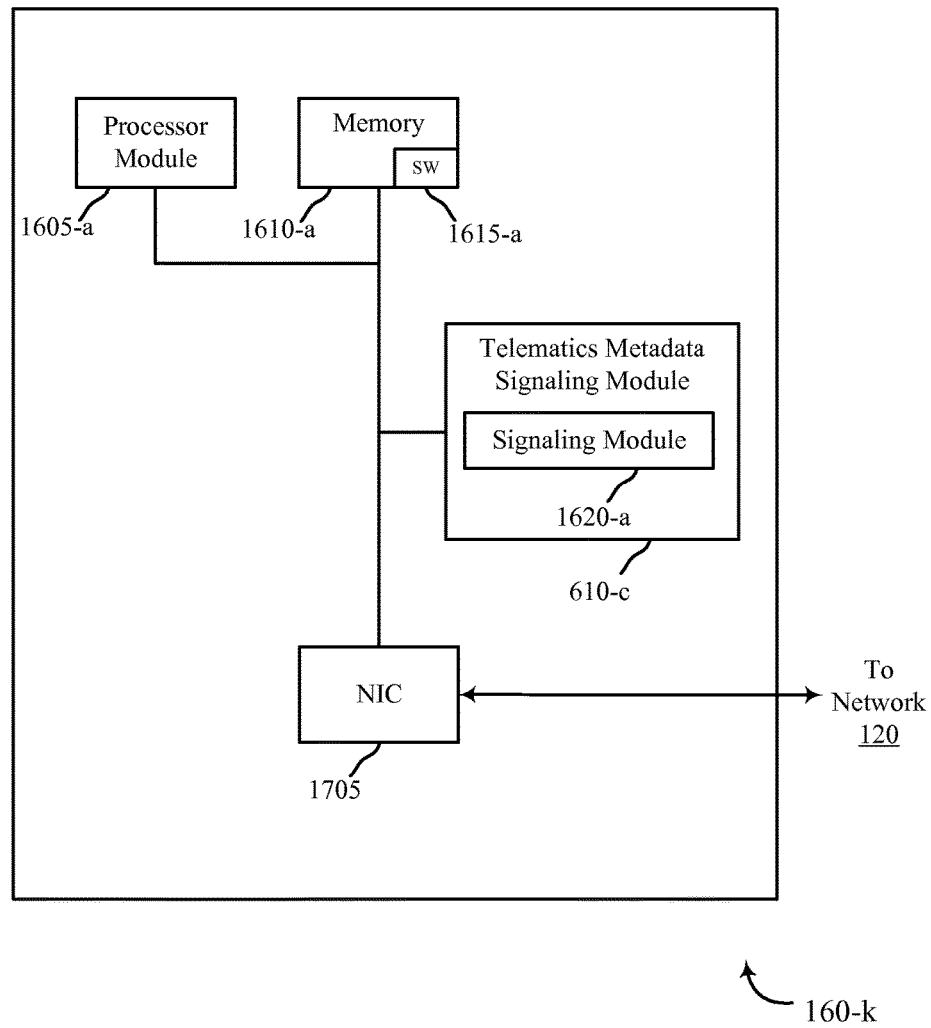 Processor
Module
1605-a
Memory
SW
1610-a
1615-a
Telematics Metadata
Signaling Module
Signaling Module
1620-a
610-c
NIC
1705
To
Network
120
160-k